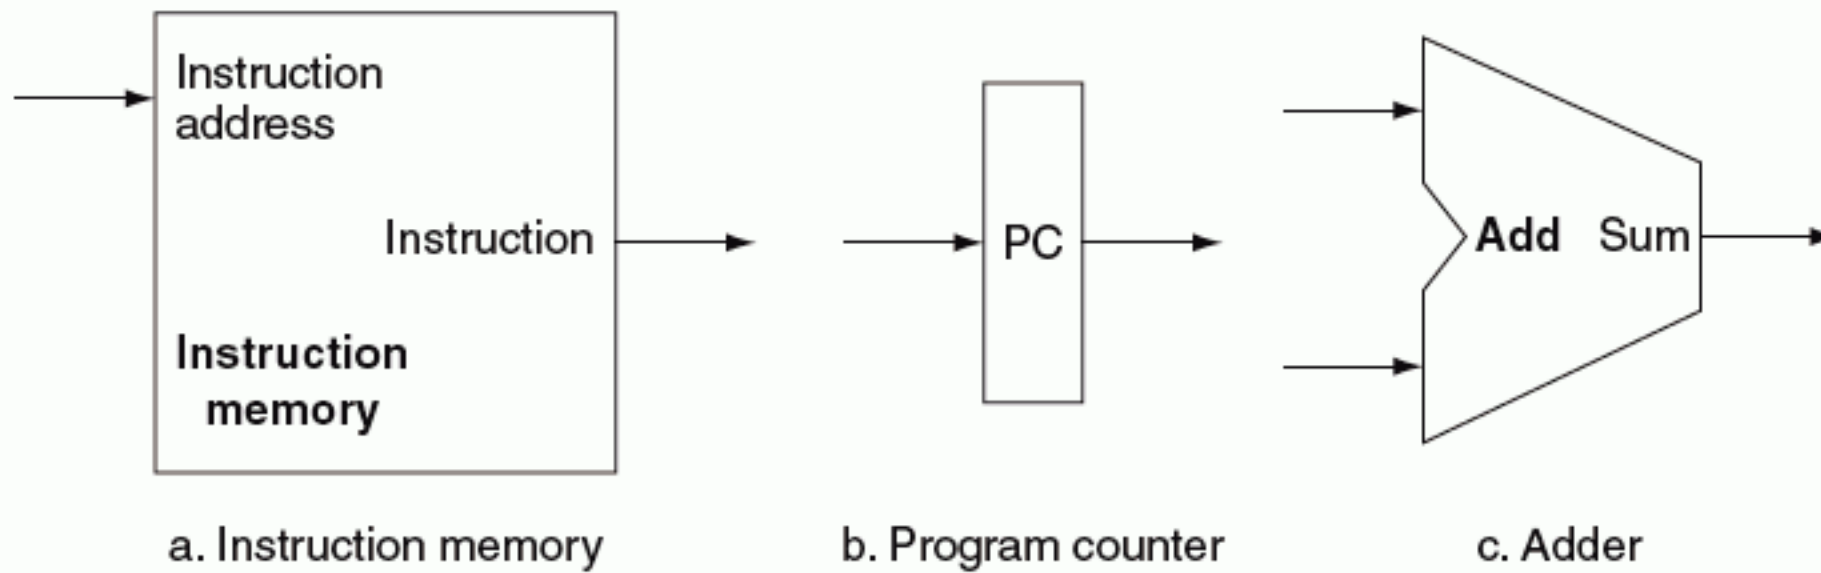 Instruction
address
Instruction
Instruction
memory
PC
Add Sum
a. Instruction memory
b. Program counter
c. Adder